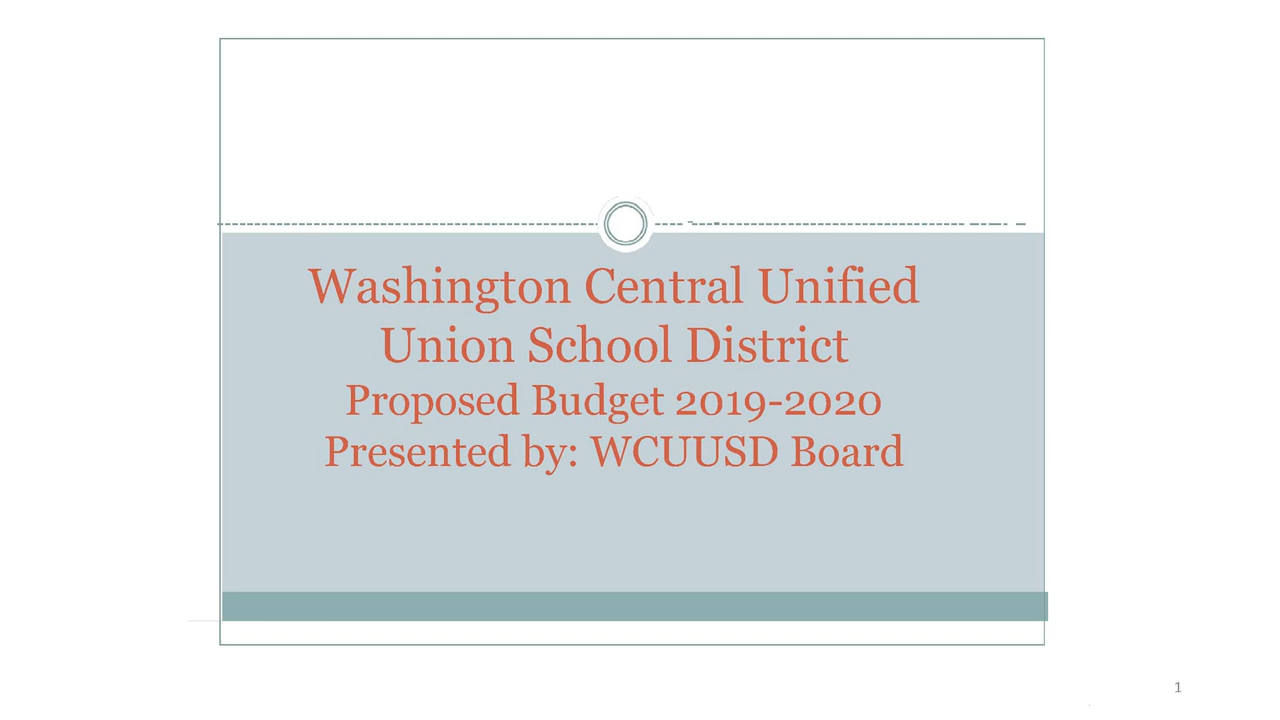 Washington Central Unified
Union School District
Proposed Budget 2019-2020
Presented by: WCUUSD Board
1